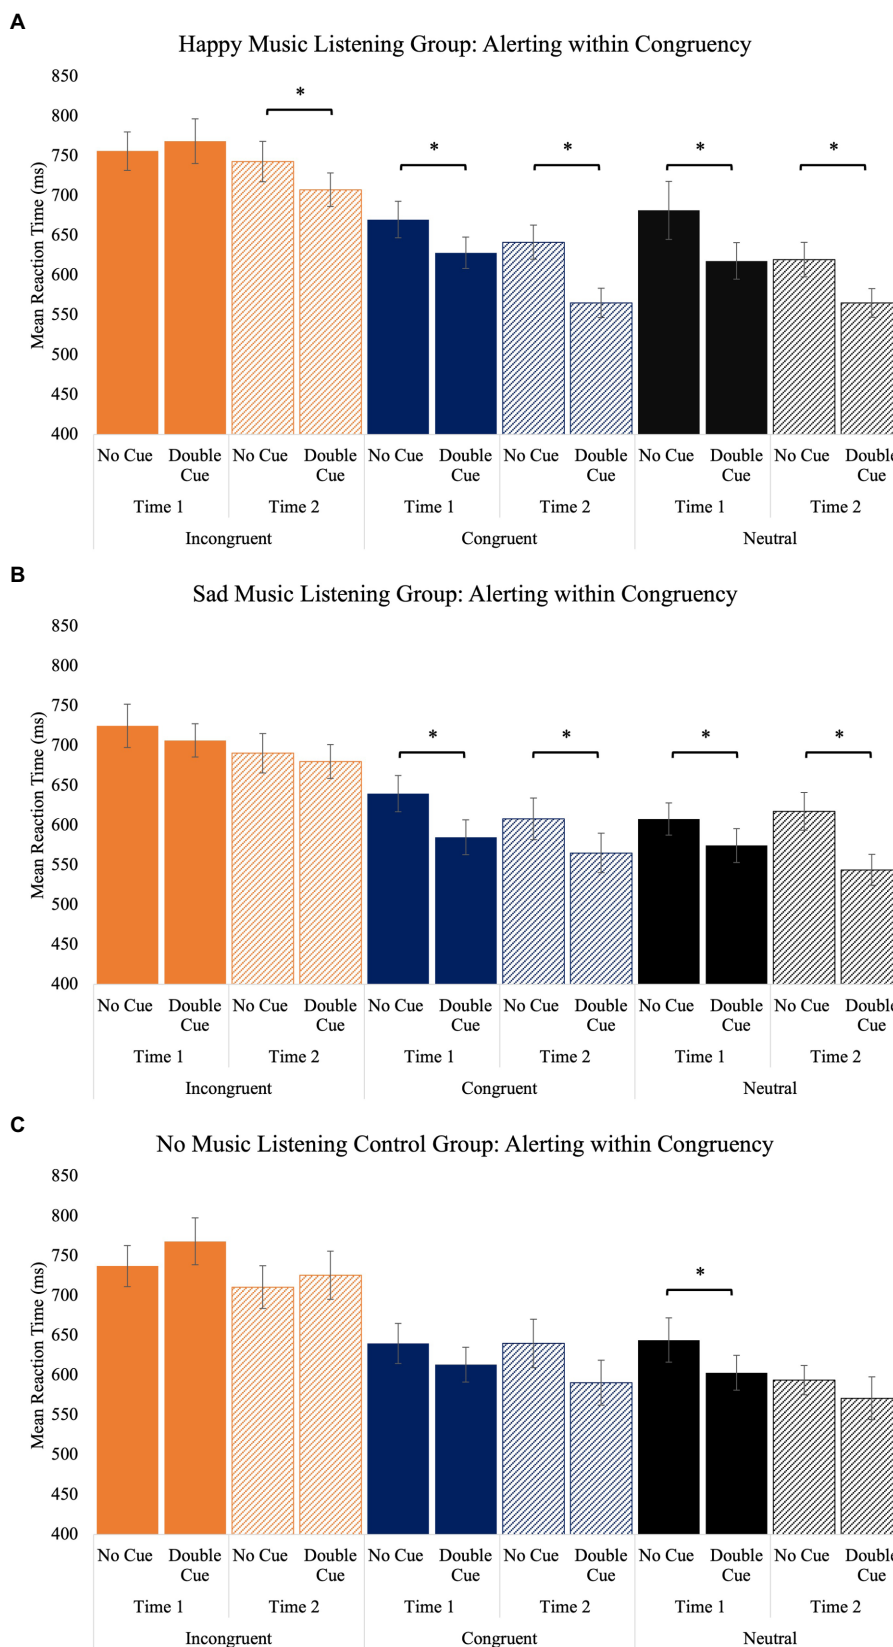 A
Happy Music Listening Group: Alerting within Congruency
Mean Reaction Time (ms)
850
800
750
700
650
600
550
500
450
400
*
*
*
*
*
No Cue Double Cue No Cue Double Cue No Cue Double Cue No Cue Double Cue No Cue Double Cue No Cue Double Cue
Time 1 Time 2 Time 1 Time 2 Time 1 Time 2
Incongruent Congruent Neutral
B
Sad Music Listening Group: Alerting within Congruency
Mean Reaction Time (ms)
850
800
750
700
650
600
550
500
450
400
*
*
*
*
No Cue Double Cue No Cue Double Cue No Cue Double Cue No Cue Double Cue No Cue Double Cue No Cue Double Cue
Time 1 Time 2 Time 1 Time 2 Time 1 Time 2
Incongruent Congruent Neutral
C
No Music Listening Control Group: Alerting within Congruency
Mean Reaction Time (ms)
850
800
750
700
650
600
550
500
450
400
*
No Cue Double Cue No Cue Double Cue No Cue Double Cue No Cue Double Cue No Cue Double Cue No Cue Double Cue
Time 1 Time 2 Time 1 Time 2 Time 1 Time 2
Incongruent Congruent Neutral